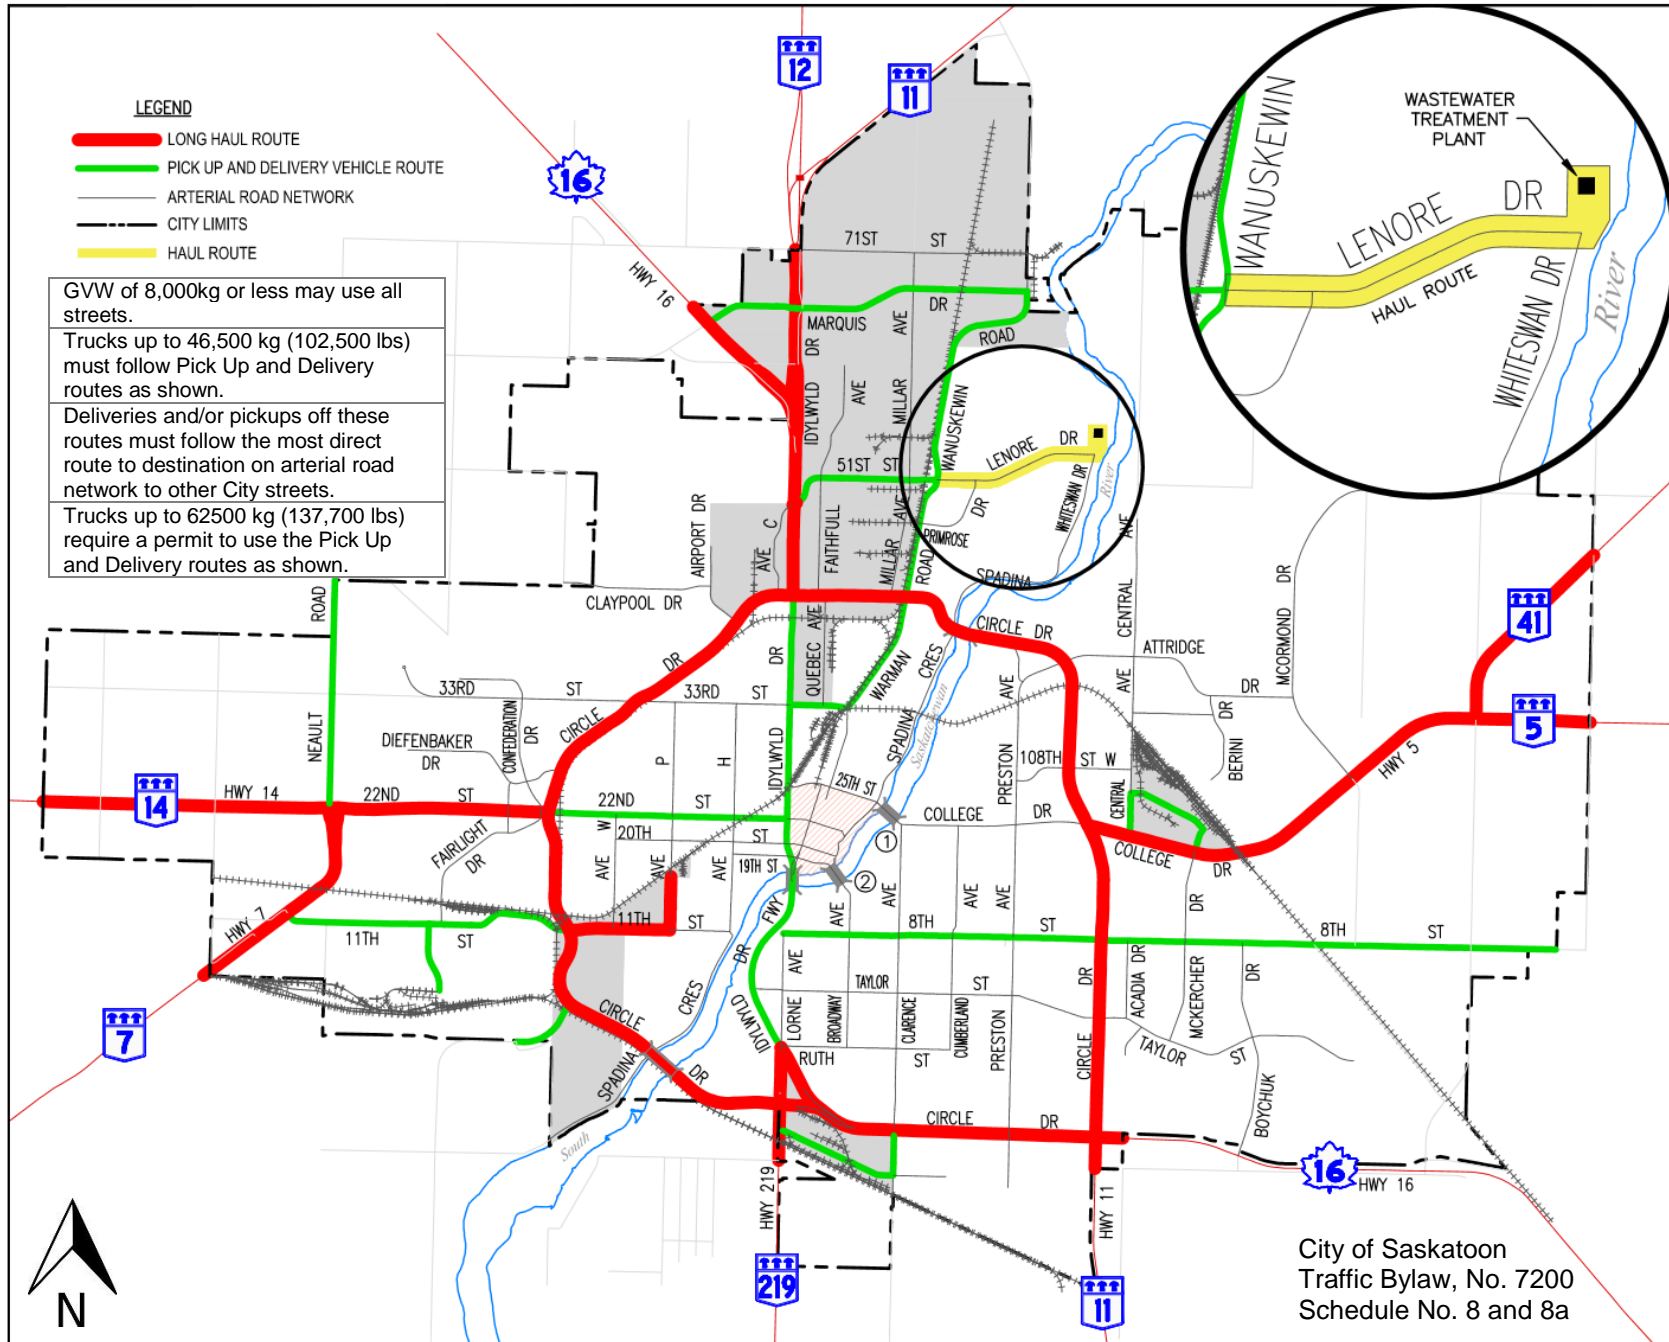 LEGEND
LONG HAUL ROUTE
PICK UP AND DELIVERY VEHICLE ROUTE
ARTERIAL ROAD NETWORK
CITY LIMITS
HAUL ROUTE
GVW of 8,000kg or less may use all
streets.
Trucks up to 46,500 kg (102,500 lbs)
must follow Pick Up and Delivery
routes as shown.
Deliveries and/or pickups off these
routes must follow the most direct
route to destination on arterial road
network to other City streets.
Trucks up to 62500 kg (137,700 lbs)
require a permit to use the Pick Up
and Delivery routes as shown.
12
11
16
HWY 16
71ST ST
MARQUIS DR
IDYLWYLD DR
AVE
MILLAR AVE
ROAD
WANUSKEWIN
LENORE DR
51ST ST
WHITESWAN DR
River
PRIMROSE DR
SPADINA
AIRPORT DR
AVE C
FAITHFULL
MILLAR AVE
ROAD
CLAYPOOL DR
WANUSKEWIN
LENORE DR
HAUL ROUTE
WHITESWAN DR
River
WASTEWATER
TREATMENT
PLANT
NEAULT ROAD
CIRCLE DR
33RD ST
33RD ST
DIEFENBAKER
DR
CONFEDERATION
DR
IDYLWYLD DR
QUEBEC AVE
WARMAN
SPADINA CRES
Saskatchewan
CIRCLE DR
CENTRAL AVE
ATTRIDGE
DR
MCORMOND DR
BERINI DR
PRESTON AVE
108TH ST W
CENTRAL AVE
HWY 5
41
5
14
HWY 14
22ND ST
22ND ST
P
H
W
20TH ST
19TH ST
25TH ST
COLLEGE DR
COLLEGE DR
1
2
FAIRLIGHT
DR
AVE
AVE
AVE
AVE
AVE
AVE
AVE
HWY 7
7
11TH ST
11TH ST
FWY
8TH ST
8TH ST
IDYLWYLD DR
LORNE AVE
BROADWAY
TAYLOR ST
CLARENCE
CUMBERLAND
PRESTON
ACADIA DR
MCKERCHER DR
DR
TAYLOR ST
BOYCHUK
CIRCLE DR
SPADINA CRES
CIRCLE DR
RUTH ST
CIRCLE DR
South
HWY 219
219
HWY 11
11
16
HWY 16
N
City of Saskatoon
Traffic Bylaw, No. 7200
Schedule No. 8 and 8a